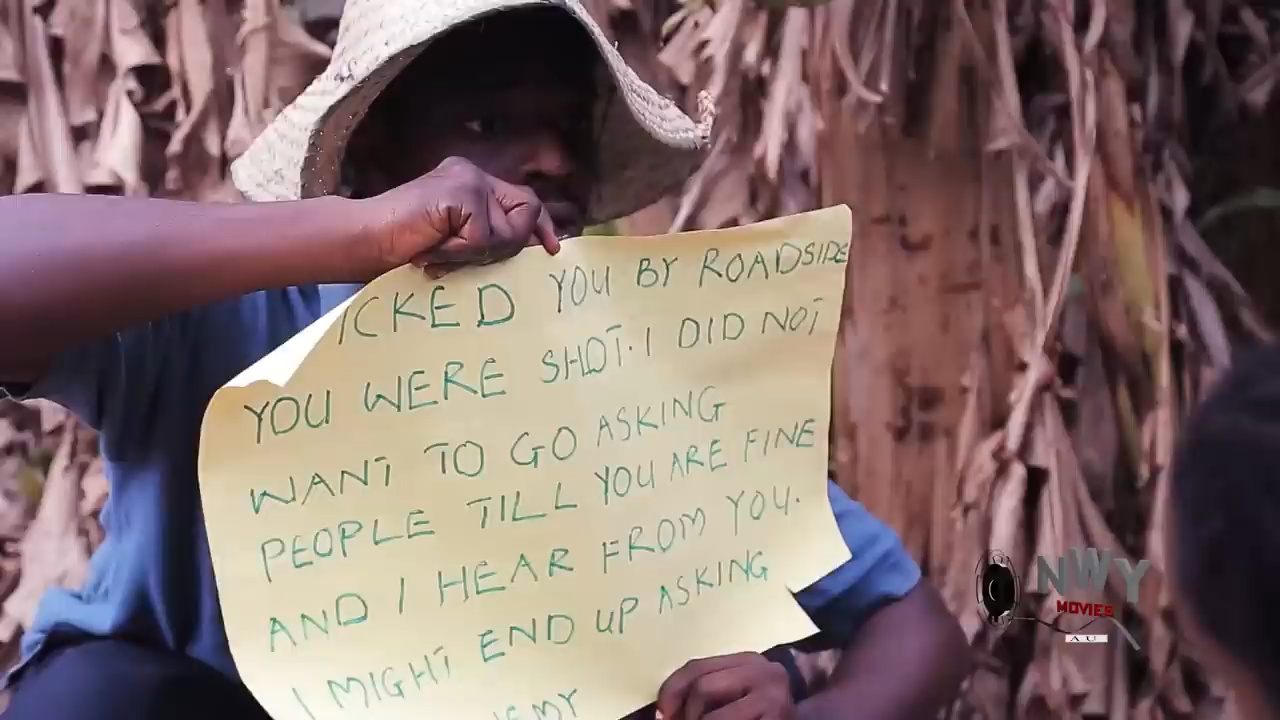 ICKED YOU BY ROADSIDE
YOU WERE SHOT. I DID NOT
WANT TO GO ASKING
PEOPLE TILL YOU ARE FINE
AND I HEAR FROM YOU.
I MIGHT END UP ASKING
EMY
NWY
MOVIES
AU